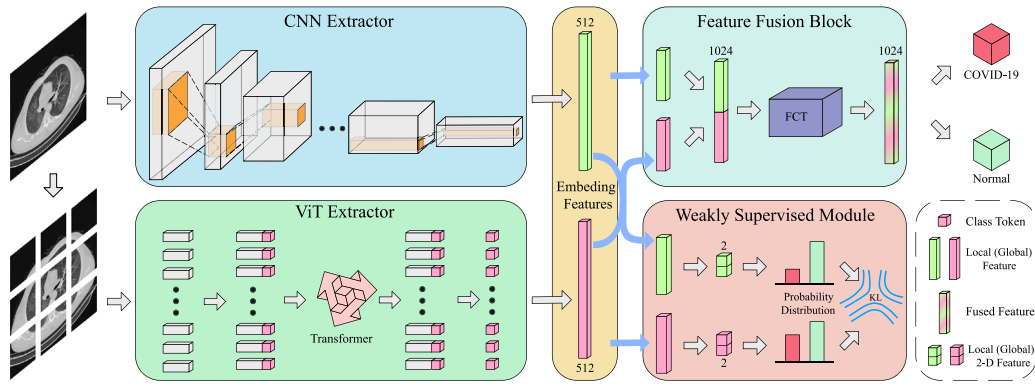 CNN Extractor
512
Feature Fusion Block
1024
FCT
1024
COVID-19
Normal
Embeding
Features
ViT Extractor
Transformer
512
Weakly Supervised Module
2
2
Probability
Distribution
KL
Class Token
Local (Global)
Feature
Fused Feature
Local (Global)
2-D Feature